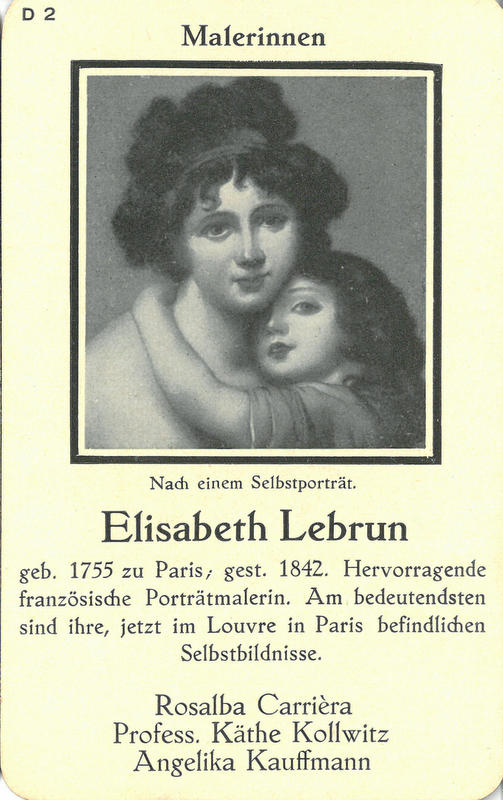 D 2
Malerinnen
Nach einem Selbstporträt.
Elisabeth Lebrun
geb. 1755 zu Paris, gest. 1842. Hervorragende
französische Porträtmalerin. Am bedeutendsten
sind ihre, jetzt im Louvre in Paris befindlichen
Selbstbildnisse.
Rosalba Carrièra
Profess. Käthe Kollwitz
Angelika Kauffmann